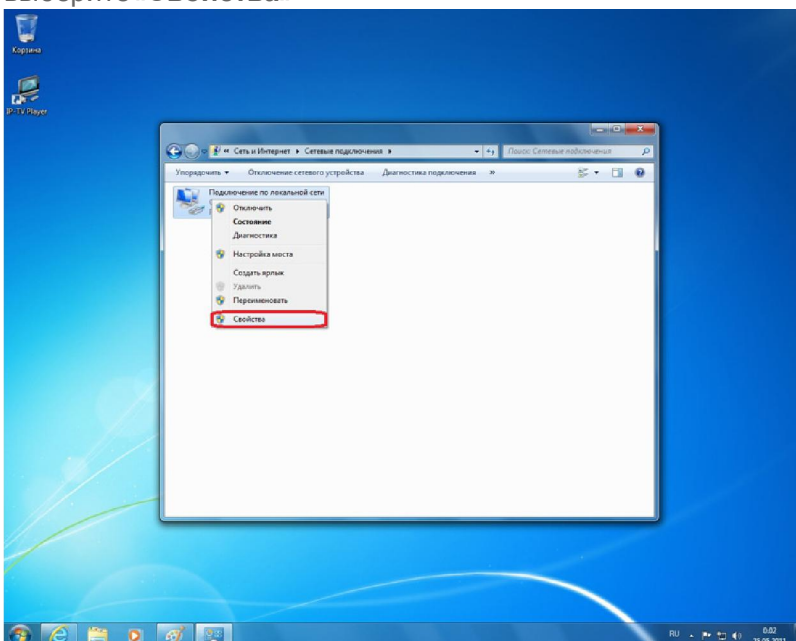 выберите «Свойства»
Корзина
IP-TV Player
« Сеть и Интернет ▸ Сетевые подключения ▸
Поиск: Сетевые подключения
Упорядочить ▾ Отключение сетевого устройства Диагностика подключения »
Подключение по локальной сети
Отключить
Состояние
Диагностика
Настройка моста
Создать ярлык
Удалить
Переименовать
Свойства
RU
0:02